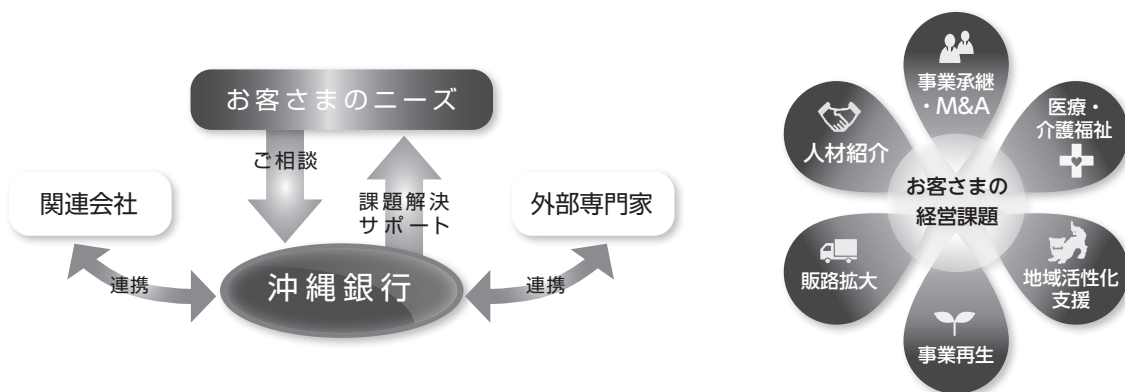 お客さまのニーズ
ご相談
課題解決
サポート
関連会社
外部専門家
連携
沖縄銀行
連携
事業承継
・M&A
医療・
介護福祉
人材紹介
お客さまの
経営課題
販路拡大
地域活性化
支援
事業再生